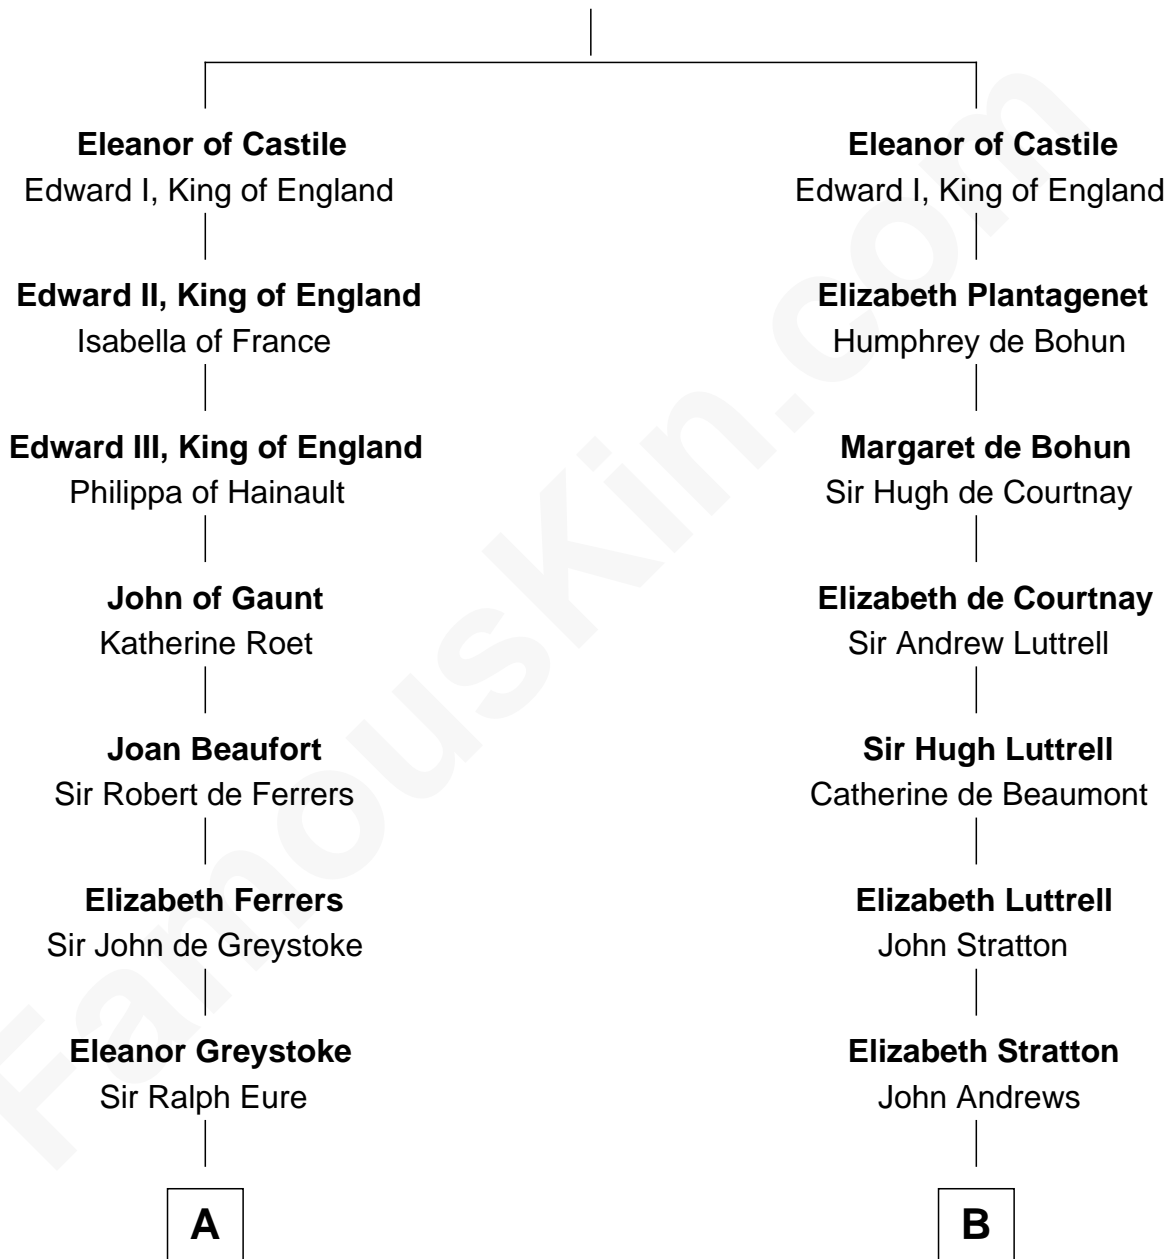 Eleanor of Castile
Edward I, King of England
Edward II, King of England
Isabella of France
Edward III, King of England
Philippa of Hainault
John of Gaunt
Katherine Roet
Joan Beaufort
Sir Robert de Ferrers
Elizabeth Ferrers
Sir John de Greystoke
Eleanor Greystoke
Sir Ralph Eure
A
Eleanor of Castile
Edward I, King of England
Elizabeth Plantagenet
Humphrey de Bohun
Margaret de Bohun
Sir Hugh de Courtnay
Elizabeth de Courtnay
Sir Andrew Luttrell
Sir Hugh Luttrell
Catherine de Beaumont
Elizabeth Luttrell
John Stratton
Elizabeth Stratton
John Andrews
B
FamousKin.com